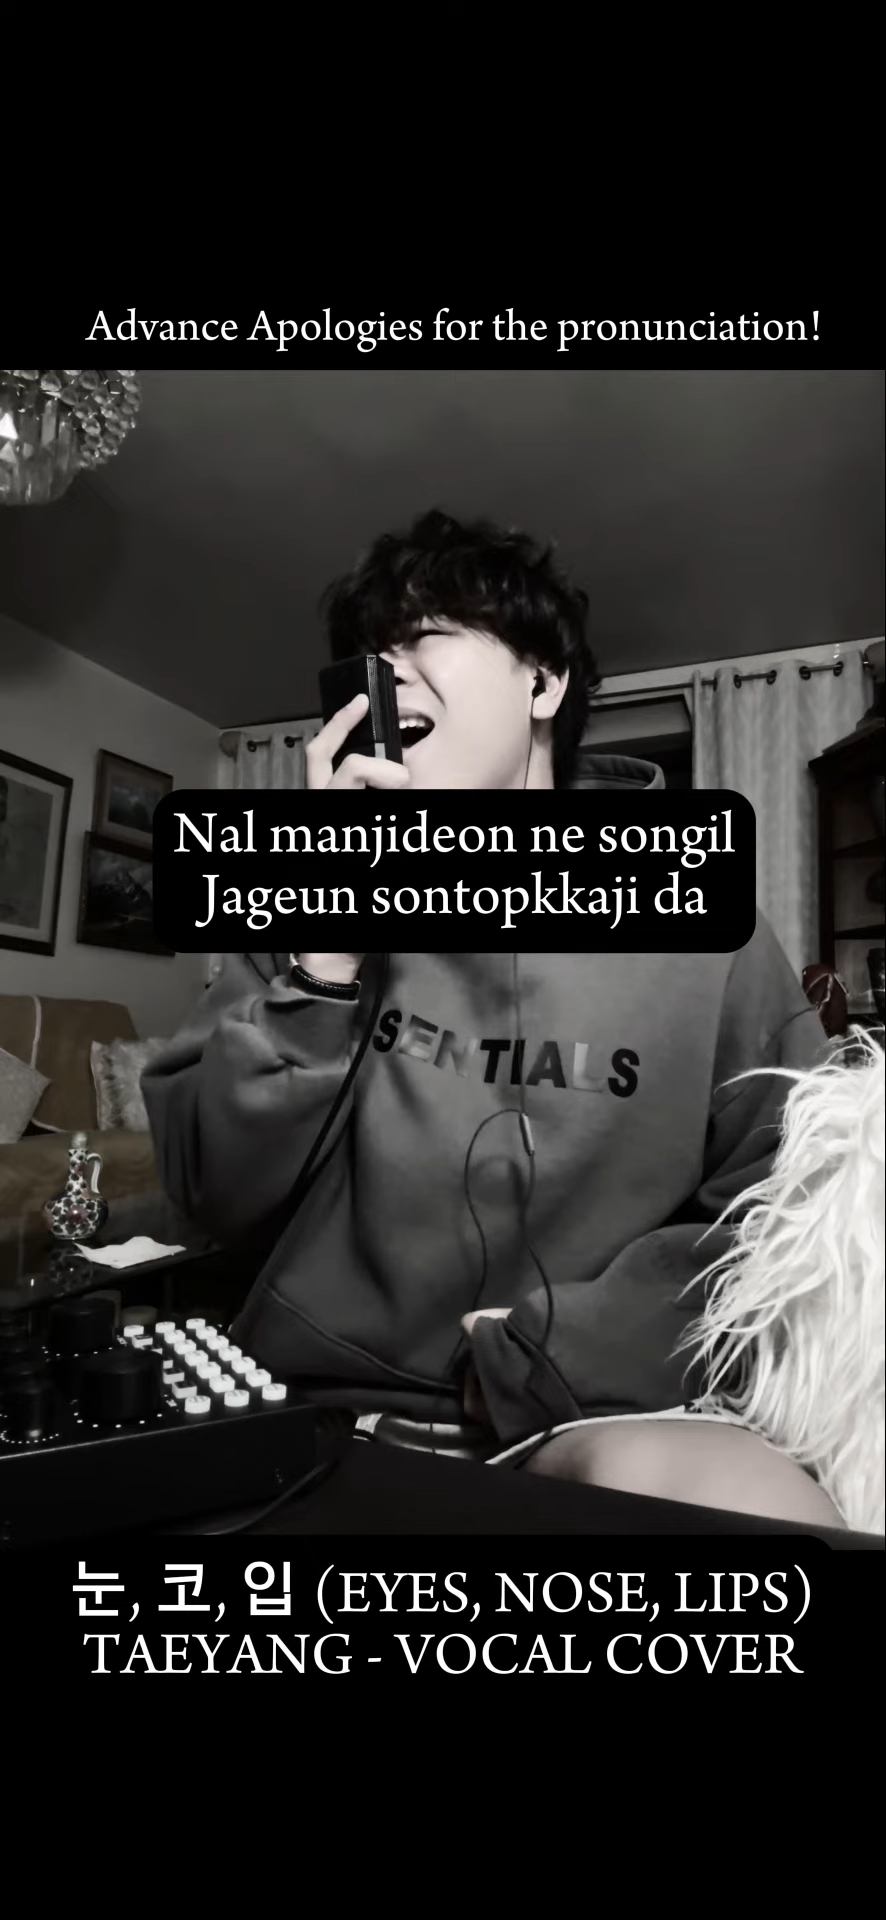 Advance Apologies for the pronunciation!
Nal manjideon ne songil
Jageun sontopkkaji da
SENTIALS
눈, 코, 입 (EYES, NOSE, LIPS)
TAEYANG - VOCAL COVER